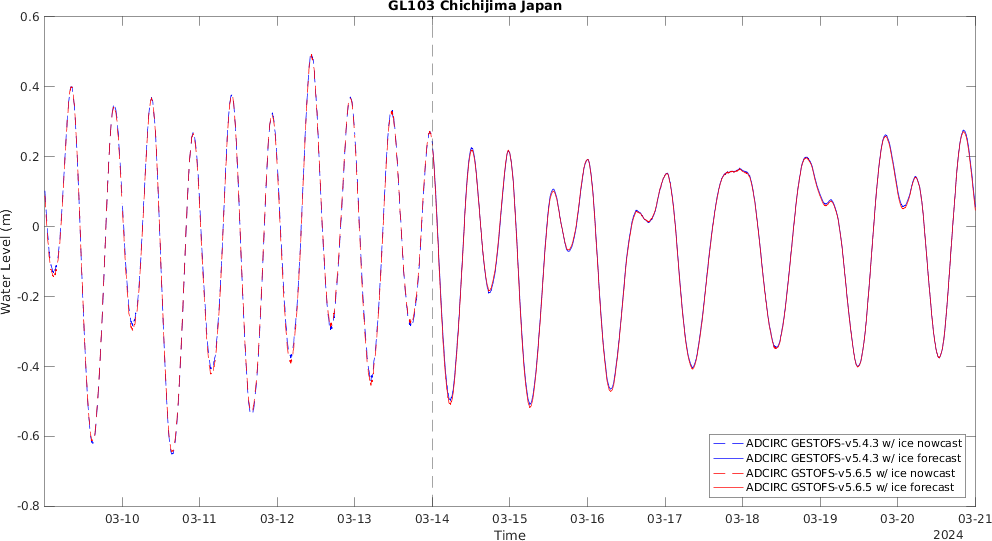 GL103 Chichijima Japan
Water Level (m)
0.6
0.4
0.2
0
-0.2
-0.4
-0.6
-0.8
ADCIRC GESTOFS-v5.4.3 w/ ice nowcast
ADCIRC GESTOFS-v5.4.3 w/ ice forecast
ADCIRC GSTOFS-v5.6.5 w/ ice nowcast
ADCIRC GSTOFS-v5.6.5 w/ ice forecast
03-10 03-11 03-12 03-13 03-14 03-15 03-16 03-17 03-18 03-19 03-20 03-21
Time
2024